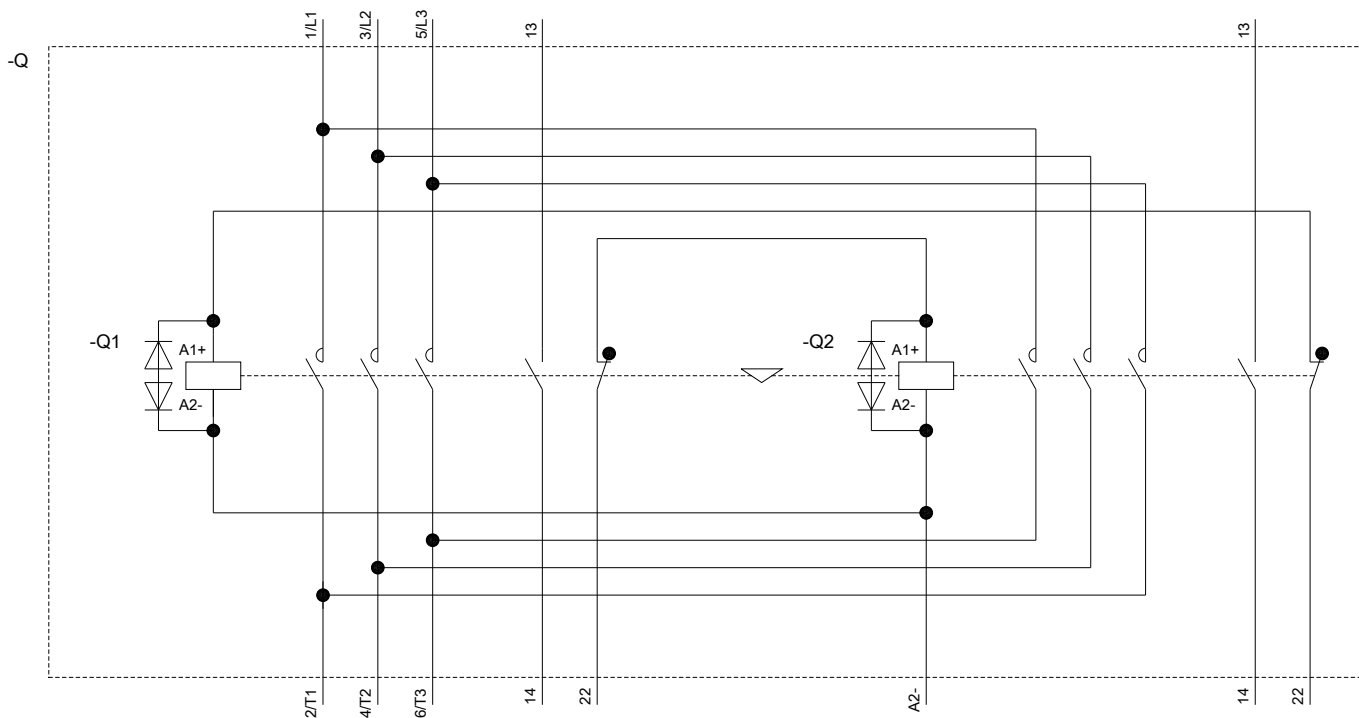 1/L1
3/L2
5/L3
13
13
-Q
-Q1
A1+
A2-
-Q2
A1+
A2-
2/T1
4/T2
6/T3
14
22
A2-
14
22